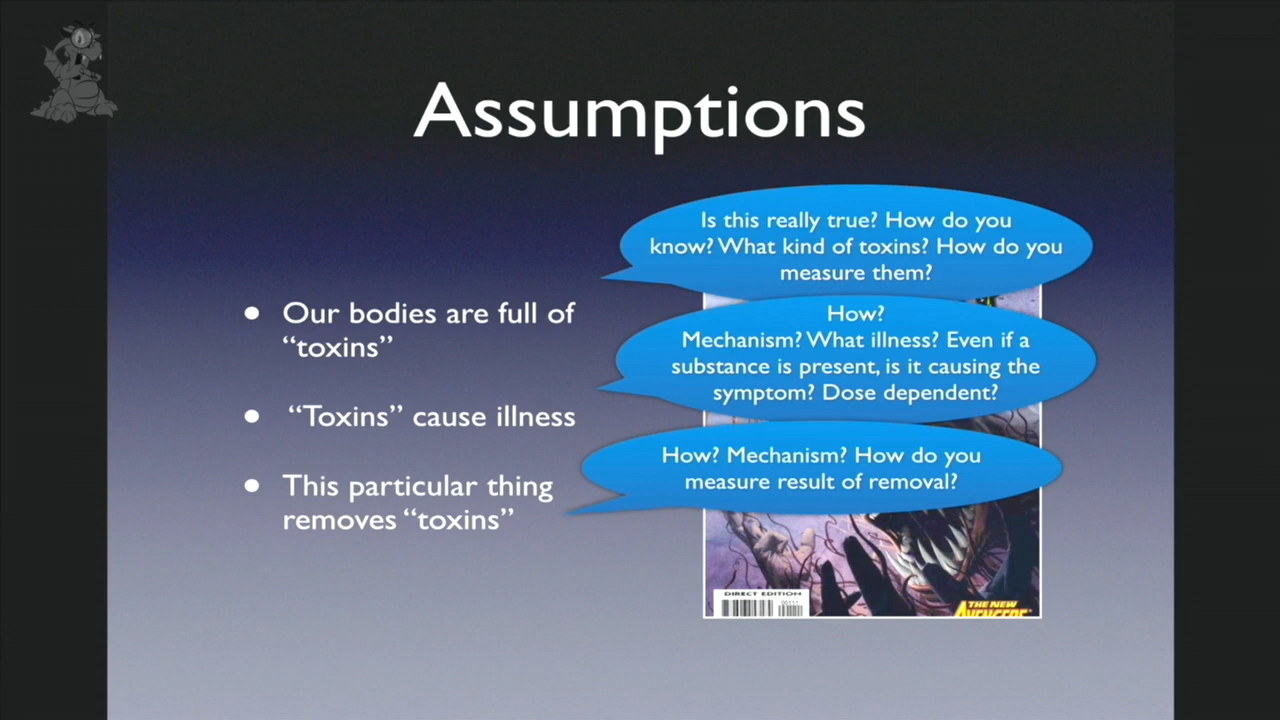 Assumptions
• Our bodies are full of
“toxins”
• “Toxins” cause illness
• This particular thing
removes “toxins”
Is this really true? How do you
know? What kind of toxins? How do you
measure them?
How?
Mechanism? What illness? Even if a
substance is present, is it causing the
symptom? Dose dependent?
How? Mechanism? How do you
measure result of removal?
DIRECT EDITION
THE NEW
AVENGERS